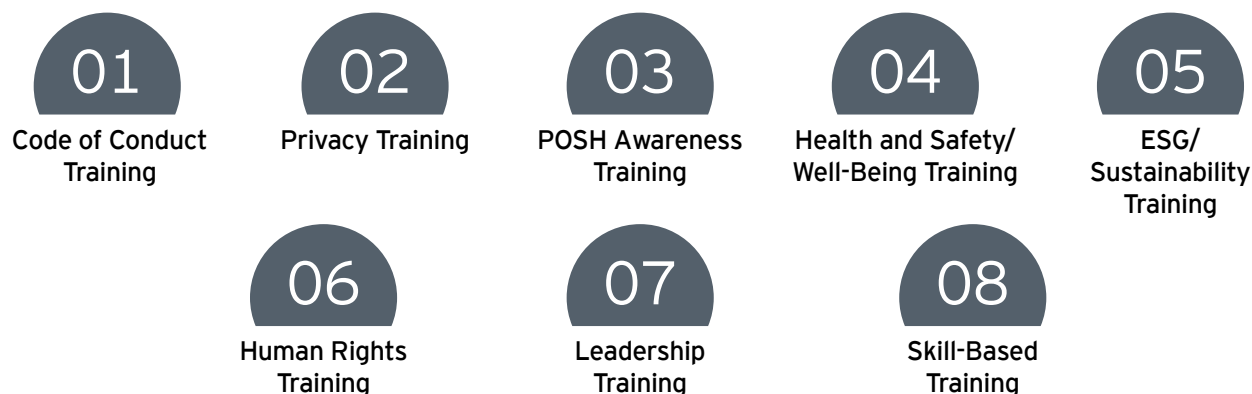 01
Code of Conduct
Training
02
Privacy Training
03
POSH Awareness
Training
04
Health and Safety/
Well-Being Training
05
ESG/
Sustainability
Training
06
Human Rights
Training
07
Leadership
Training
08
Skill-Based
Training